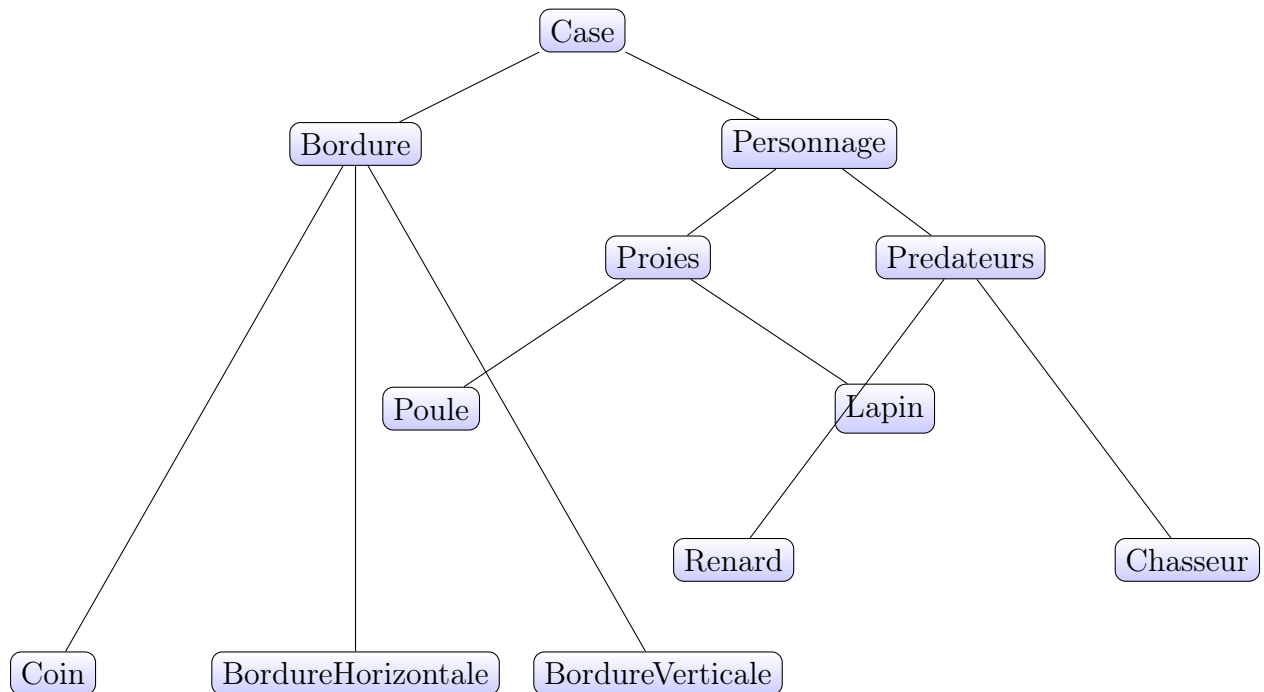 Case
Bordure
Personnage
Proies
Predateurs
Poule
Lapin
Renard
Chasseur
Coin
BordureHorizontale
BordureVerticale